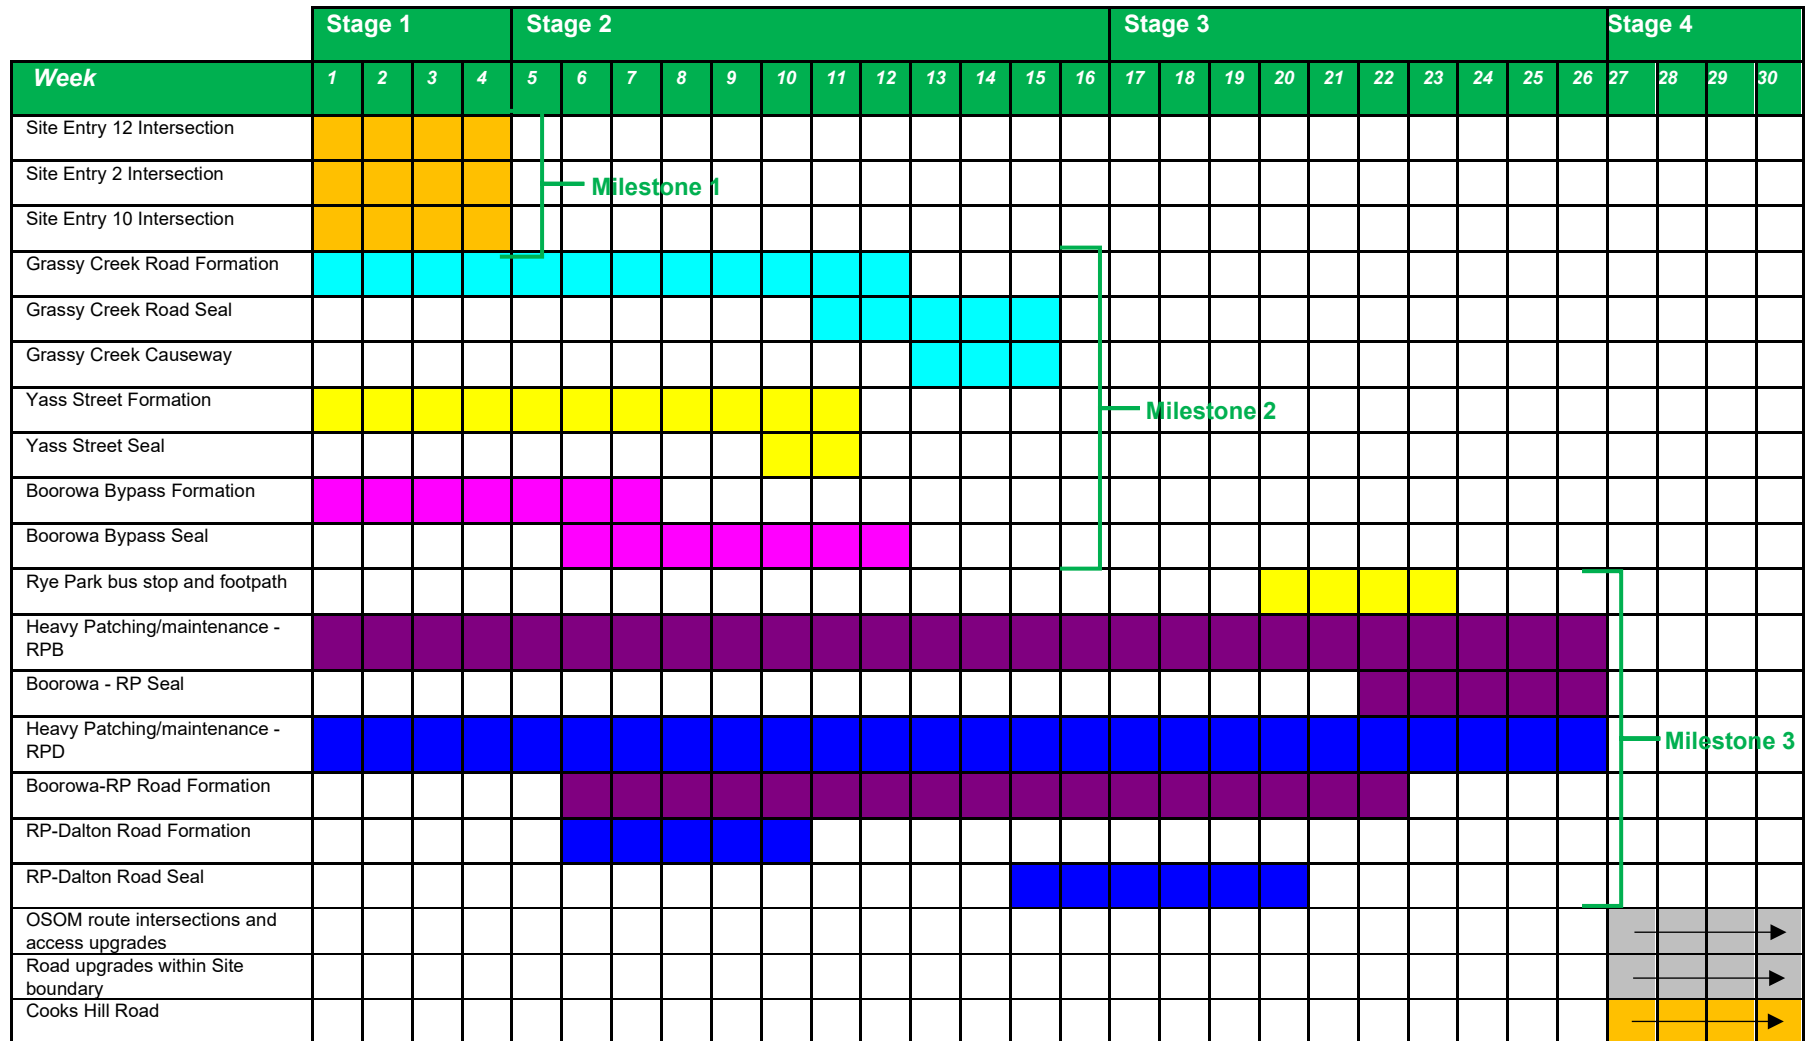 Stage 1 Stage 2 Stage 3 Stage 4
Week 1 2 3 4 5 6 7 8 9 10 11 12 13 14 15 16 17 18 19 20 21 22 23 24 25 26 27 28 29 30
Site Entry 12 Intersection
Site Entry 2 Intersection
Milestone 1
Site Entry 10 Intersection
Grassy Creek Road Formation
Grassy Creek Road Seal
Grassy Creek Causeway
Yass Street Formation
Milestone 2
Yass Street Seal
Boorowa Bypass Formation
Boorowa Bypass Seal
Rye Park bus stop and footpath
Heavy Patching/maintenance -
RPB
Boorowa - RP Seal
Heavy Patching/maintenance -
RPD
Milestone 3
Boorowa-RP Road Formation
RP-Dalton Road Formation
RP-Dalton Road Seal
OSOM route intersections and
access upgrades
Road upgrades within Site
boundary
Cooks Hill Road